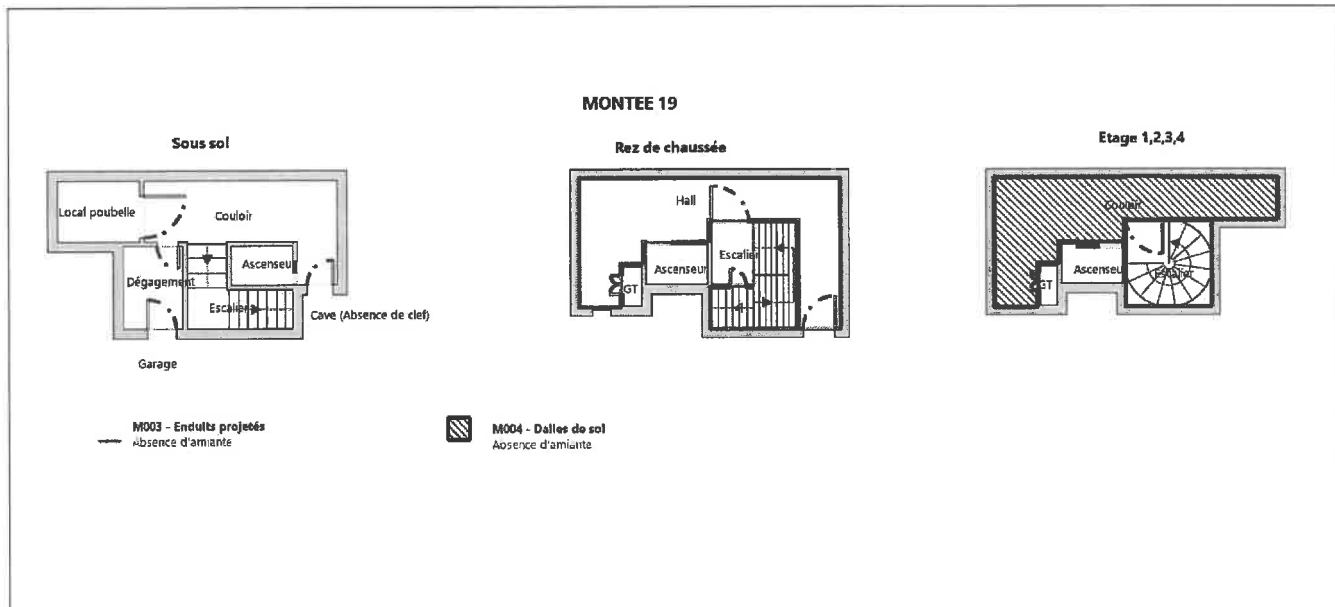 MONTEE 19
Sous sol
Local poubelle
Couloir
Ascenseur
Dégagement
Escalier
Cave (Absence de clef)
Garage
Rez de chaussée
Hall
Escalier
Ascenseur
GT
Etage 1,2,3,4
Couloir
Ascenseur
Escalier
GT
M003 - Enduits projetés
Absence d'amiante
M004 - Dalles de sol
Absence d'amiante